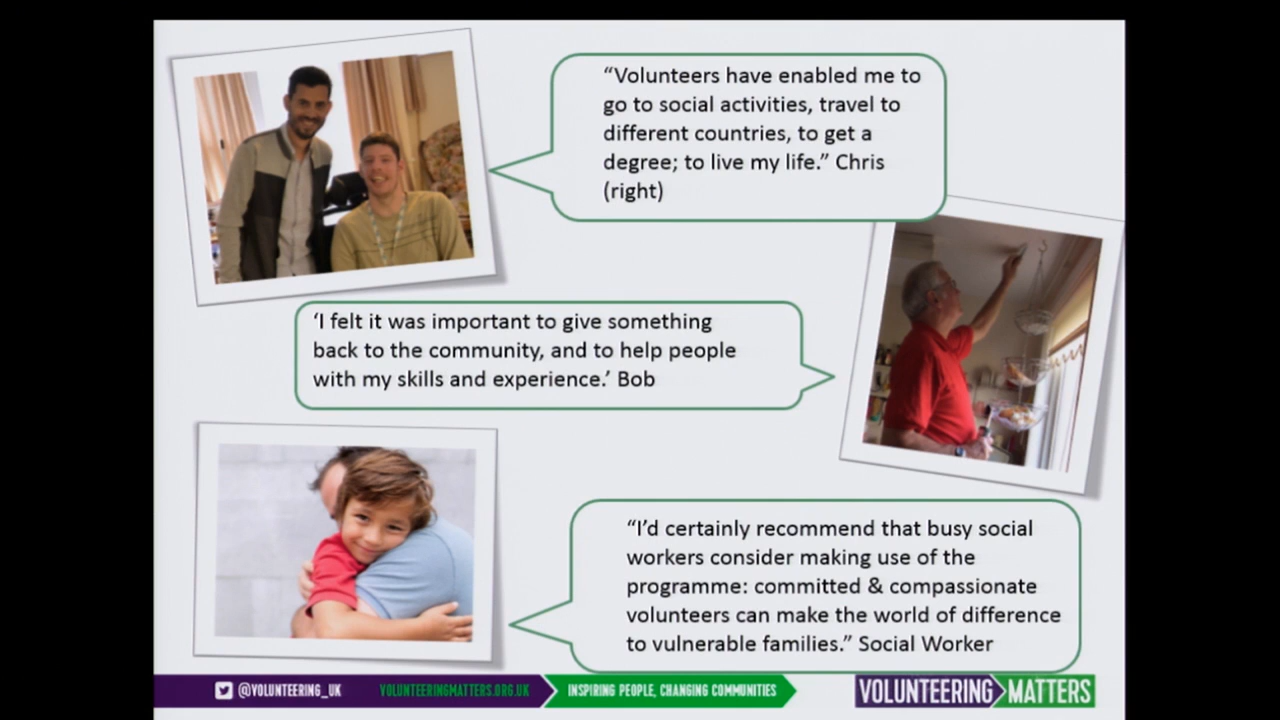 “Volunteers have enabled me to
go to social activities, travel to
different countries, to get a
degree; to live my life.” Chris
(right)
‘I felt it was important to give something
back to the community, and to help people
with my skills and experience.’ Bob
“I’d certainly recommend that busy social
workers consider making use of the
programme: committed & compassionate
volunteers can make the world of difference
to vulnerable families.” Social Worker
@VOLUNTEERING_UK
VOLUNTEERINGMATTERS.ORG.UK
INSPIRING PEOPLE, CHANGING COMMUNITIES
VOLUNTEERING MATTERS